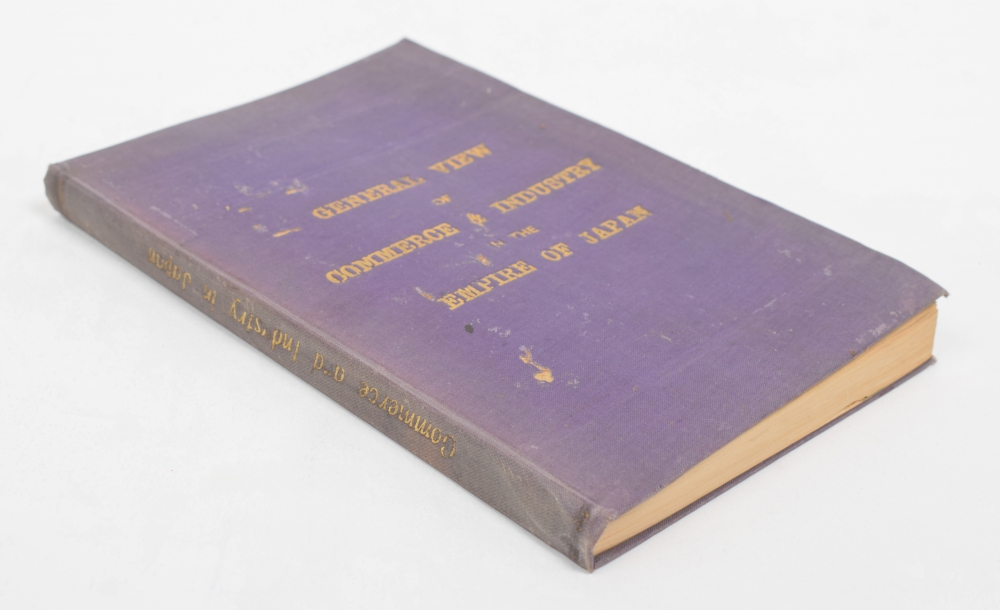 GENERAL VIEW
OF
COMMERCE & INDUSTRY
IN THE
EMPIRE OF JAPAN
Commerce and Industry in Japan